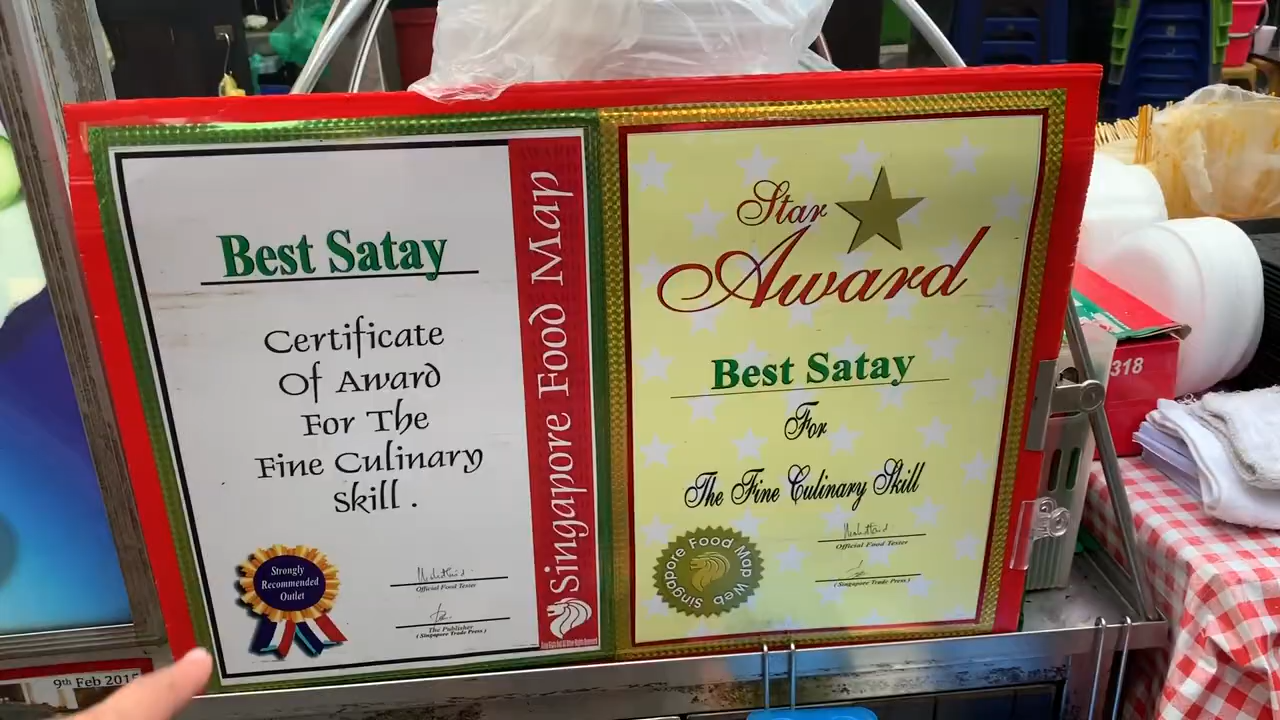 Best Satay
Certificate
Of Award
For The
Fine Culinary
Skill .
Strongly
Recommended
Outlet
Official Food Tester
The Publisher
( Singapore Trade Press )
Singapore Food Map
Star
Award
Best Satay
For
The Fine Culinary Skill
Singapore Food Map Web
Official Food Tester
( Singapore Trade Press )
318
9th Feb 2015